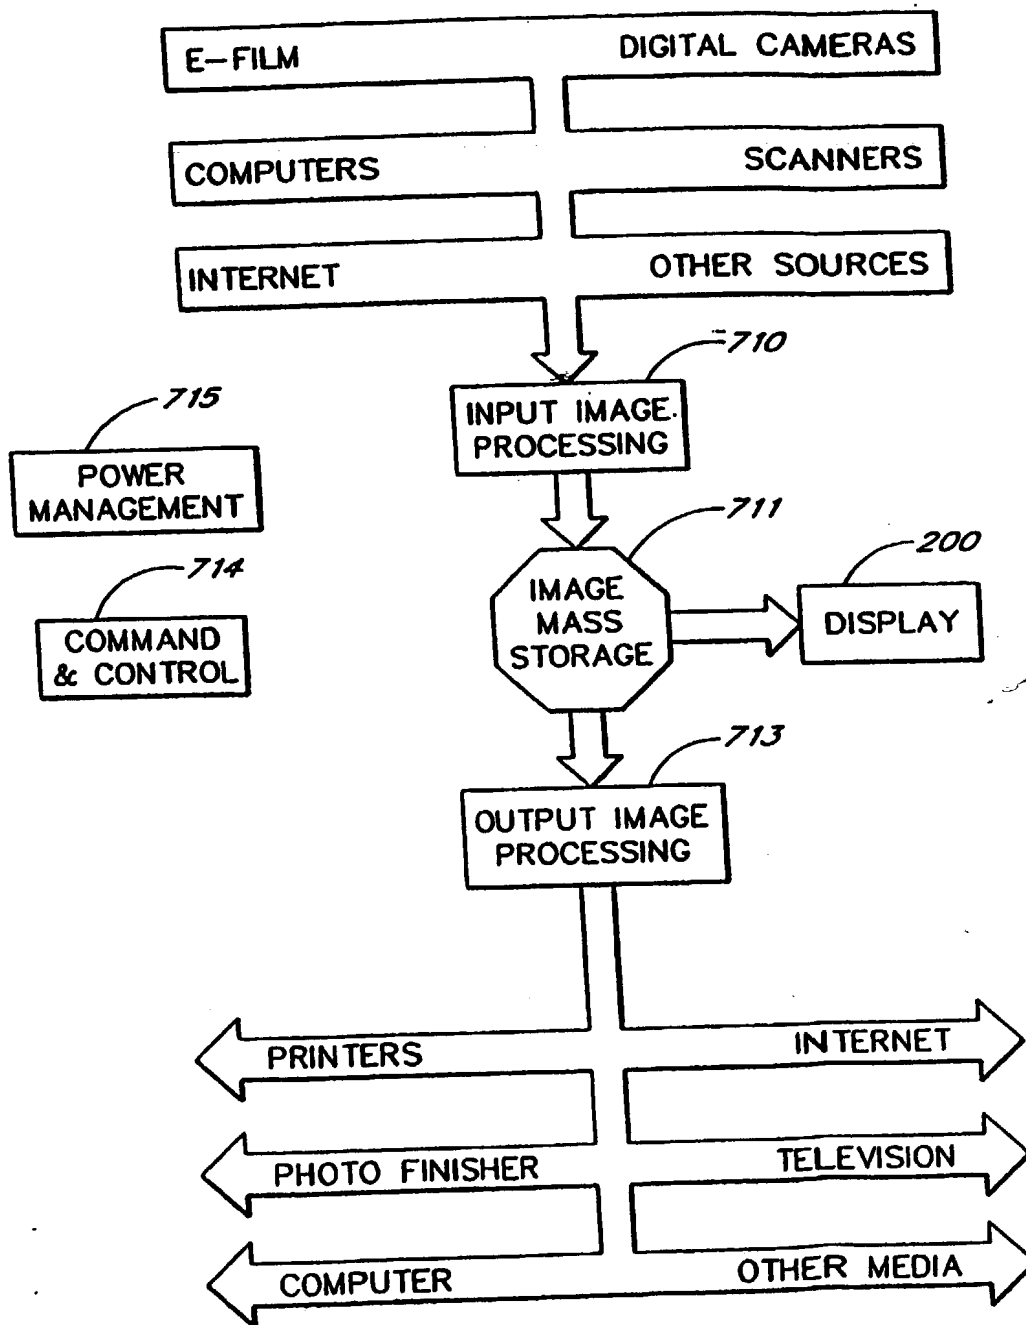 E-FILM DIGITAL CAMERAS
COMPUTERS SCANNERS
INTERNET OTHER SOURCES
710
INPUT IMAGE
PROCESSING
715
POWER
MANAGEMENT
711
IMAGE
MASS
STORAGE
200
DISPLAY
714
COMMAND
& CONTROL
713
OUTPUT IMAGE
PROCESSING
PRINTERS INTERNET
PHOTO FINISHER TELEVISION
COMPUTER OTHER MEDIA